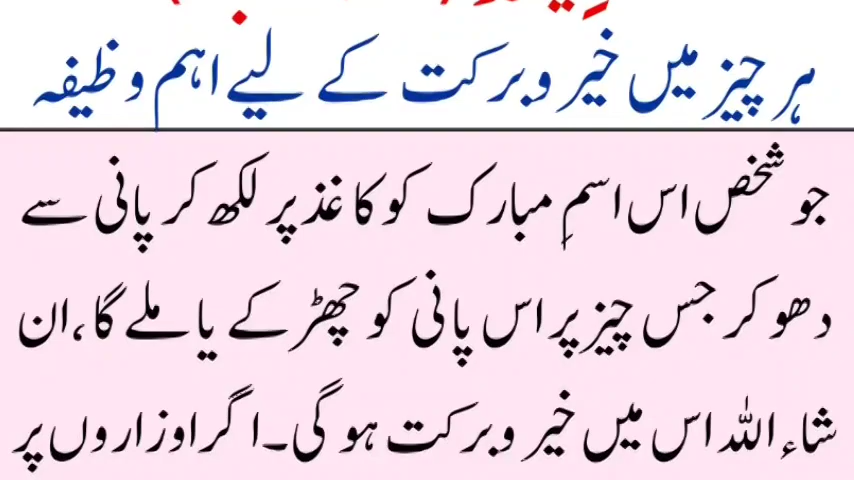 ہر چیز میں خیر و برکت کے لیے اہم وظیفہ
جو شخص اس اسمِ مبارک کو کاغذ پر لکھ کر پانی سے
دھو کر جس چیز پر اس پانی کو چھڑکے یا ملے گا، ان
شاء اللہ اس میں خیر و برکت ہوگی۔ اگر اوزاروں پر